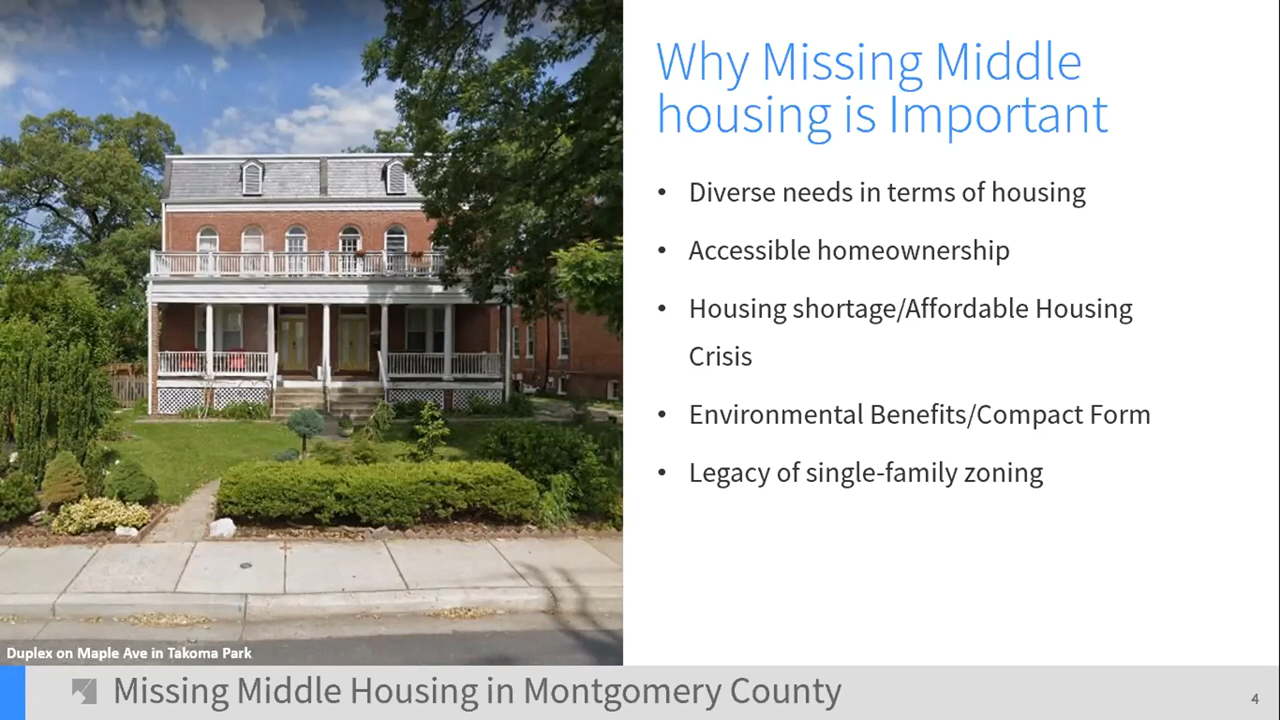 Why Missing Middle
housing is Important
• Diverse needs in terms of housing
• Accessible homeownership
• Housing shortage/Affordable Housing
Crisis
• Environmental Benefits/Compact Form
• Legacy of single-family zoning
Duplex on Maple Ave in Takoma Park
Missing Middle Housing in Montgomery County
4